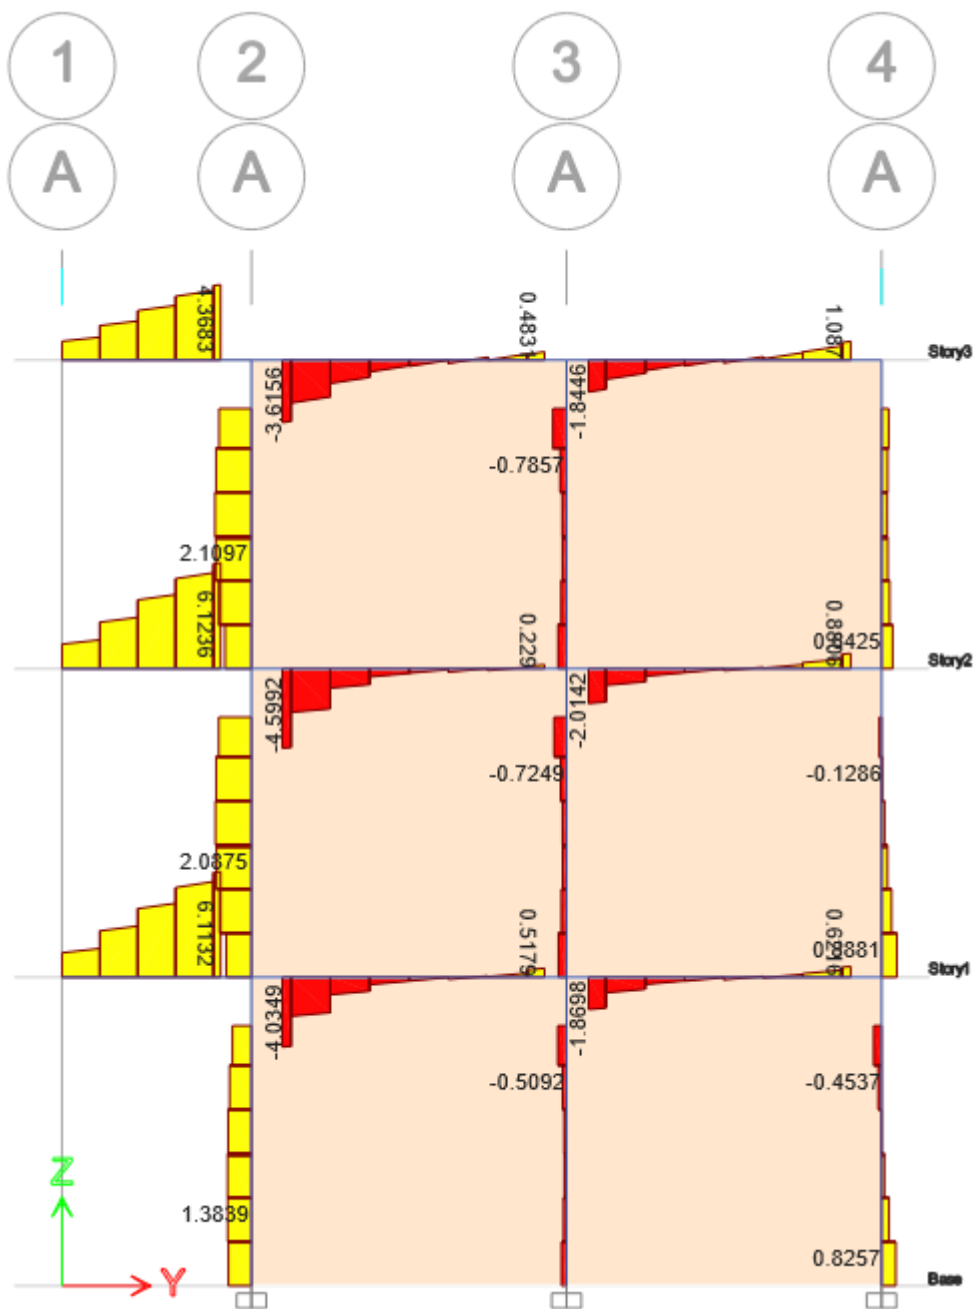 1 2 3 4
A A A A
4.3683 0.4831 1.087
Story3
-3.6156 -1.8446
-0.7857
2.1097
6.1236 0.229 0.8425
Story2
-4.5992 -2.0142
-0.7249 -0.1286
2.0875
6.1132 0.5176 0.8881
Story1
-4.0349 -1.8698
-0.5092 -0.4537
Z
1.3839
0.8257
Y
Base